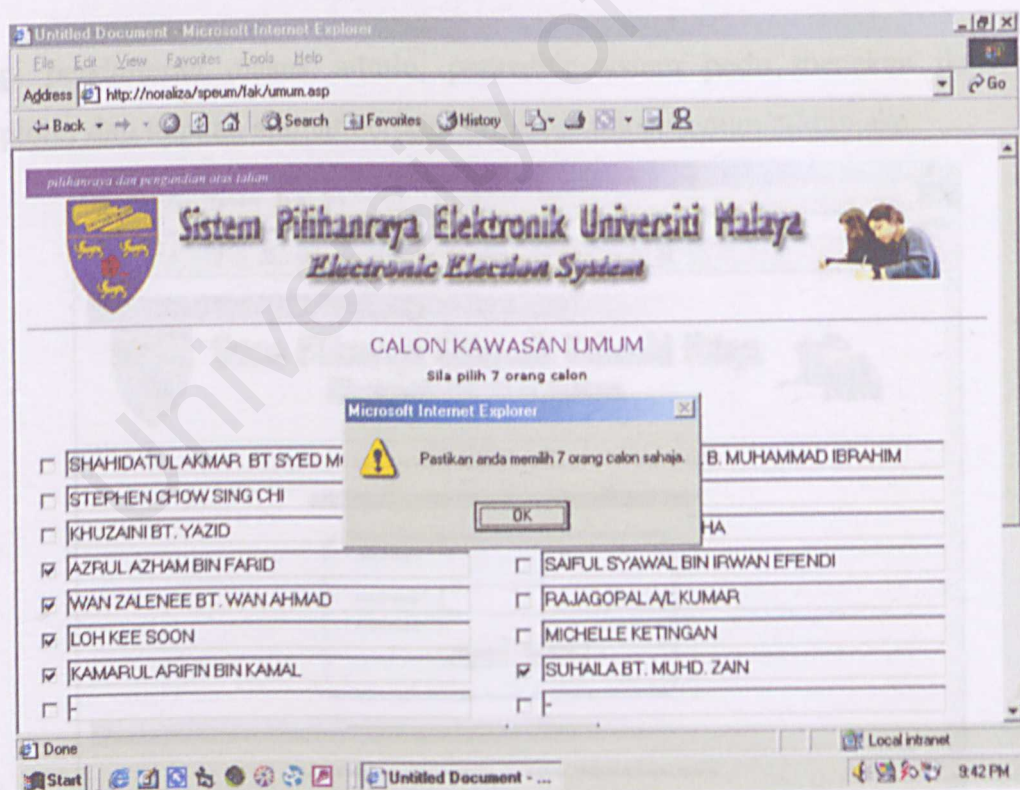 Untitled Document - Microsoft Internet Explorer
File Edit View Favorites Tools Help
Address http://noraliza/speum/fak/umum.asp Go
Back Search Favorites History
pilihanraya dan pengundian atas talian
Sistem Pilihanraya Elektronik Universiti Malaya
Electronic Election System
CALON KAWASAN UMUM
Sila pilih 7 orang calon
Microsoft Internet Explorer
Pastikan anda memilih 7 orang calon sahaja.
OK
SHAHIDATUL AKMAR BT SYED B. MUHAMMAD IBRAHIM
STEPHEN CHOW SING CHI
KHUZAINI BT. YAZID HA
AZRUL AZHAM BIN FARID SAIFUL SYAWAL BIN IRWAN EFENDI
WAN ZALENEE BT. WAN AHMAD RAJAGOPAL A/L KUMAR
LOH KEE SOON MICHELLE KETINGAN
KAMARUL ARIFIN BIN KAMAL SUHAILA BT. MUHD. ZAIN
- -
Done Local intranet
Start Untitled Document - ... 9:42 PM